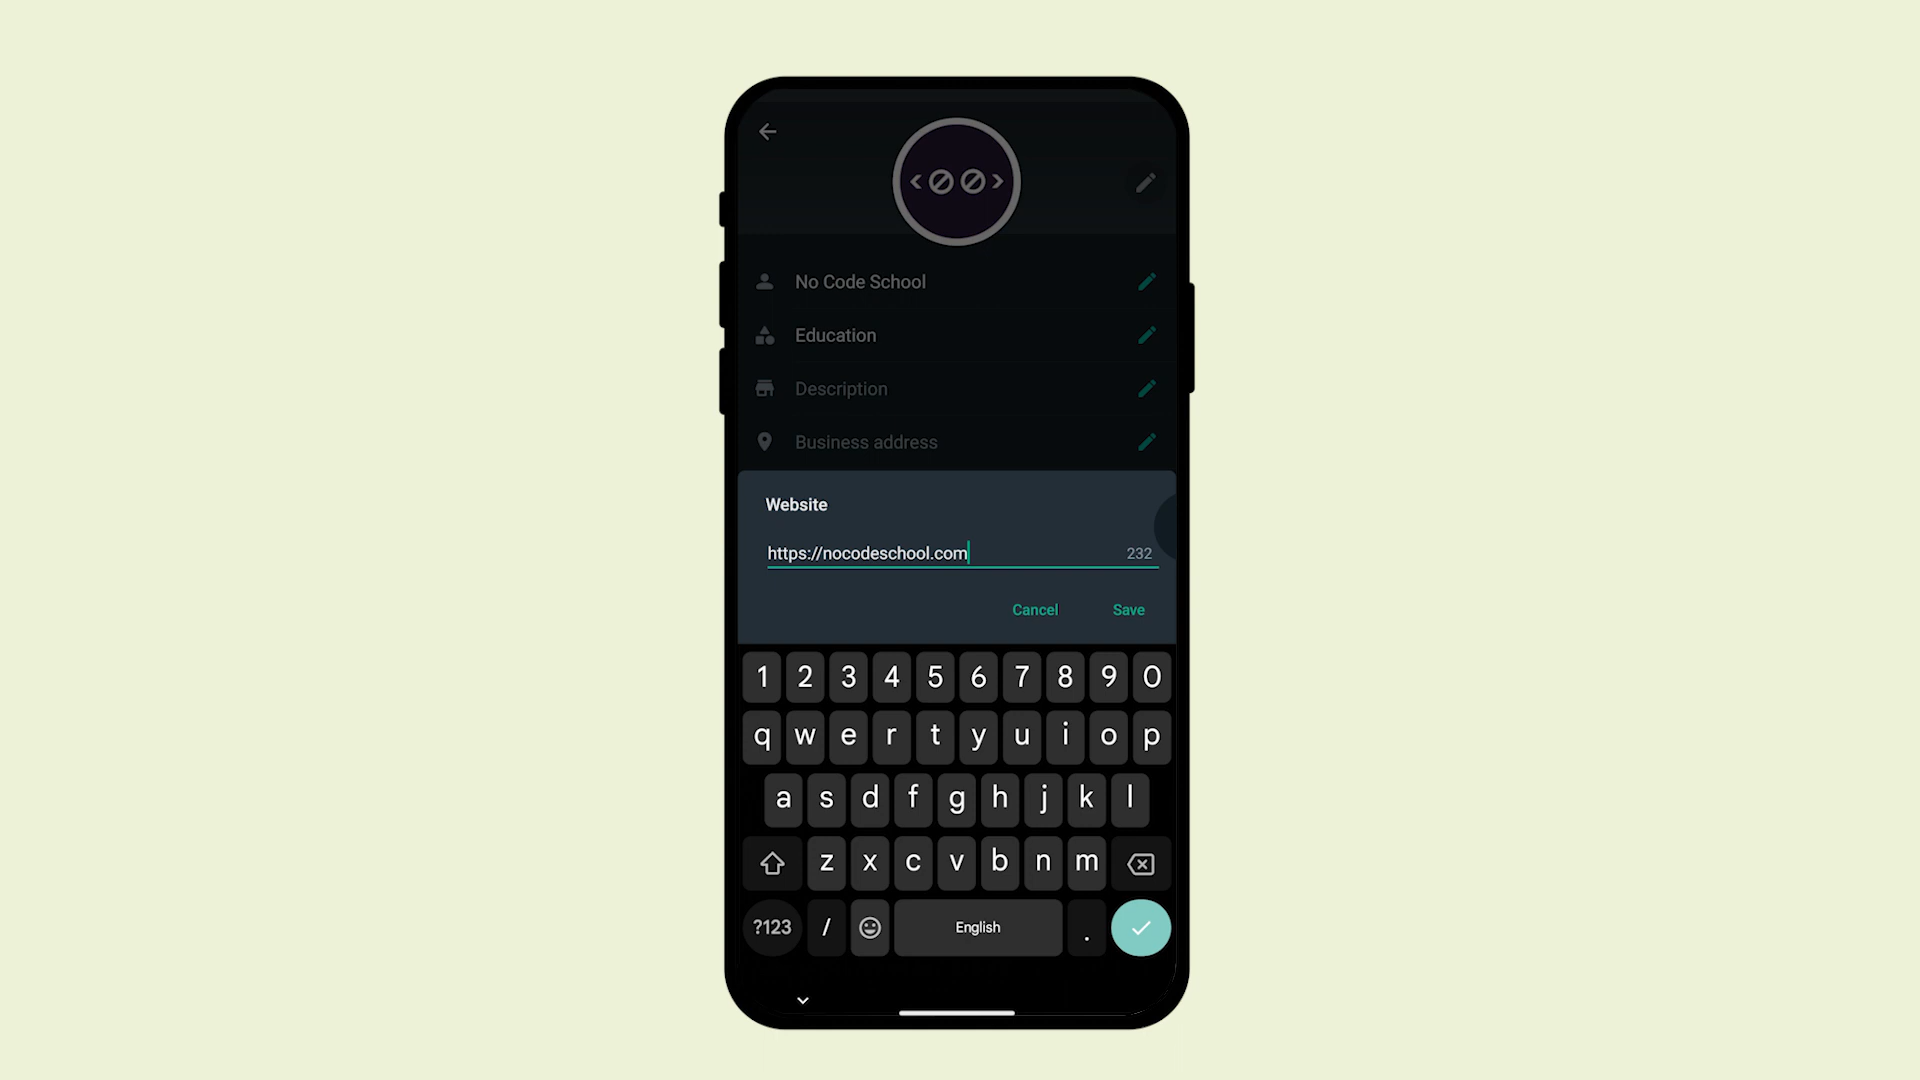 No Code School
Education
Description
Business address
Website
https://nocodeschool.com 232
Cancel Save
1 2 3 4 5 6 7 8 9 0
q w e r t y u i o p
a s d f g h j k l
z x c v b n m
?123 / English .